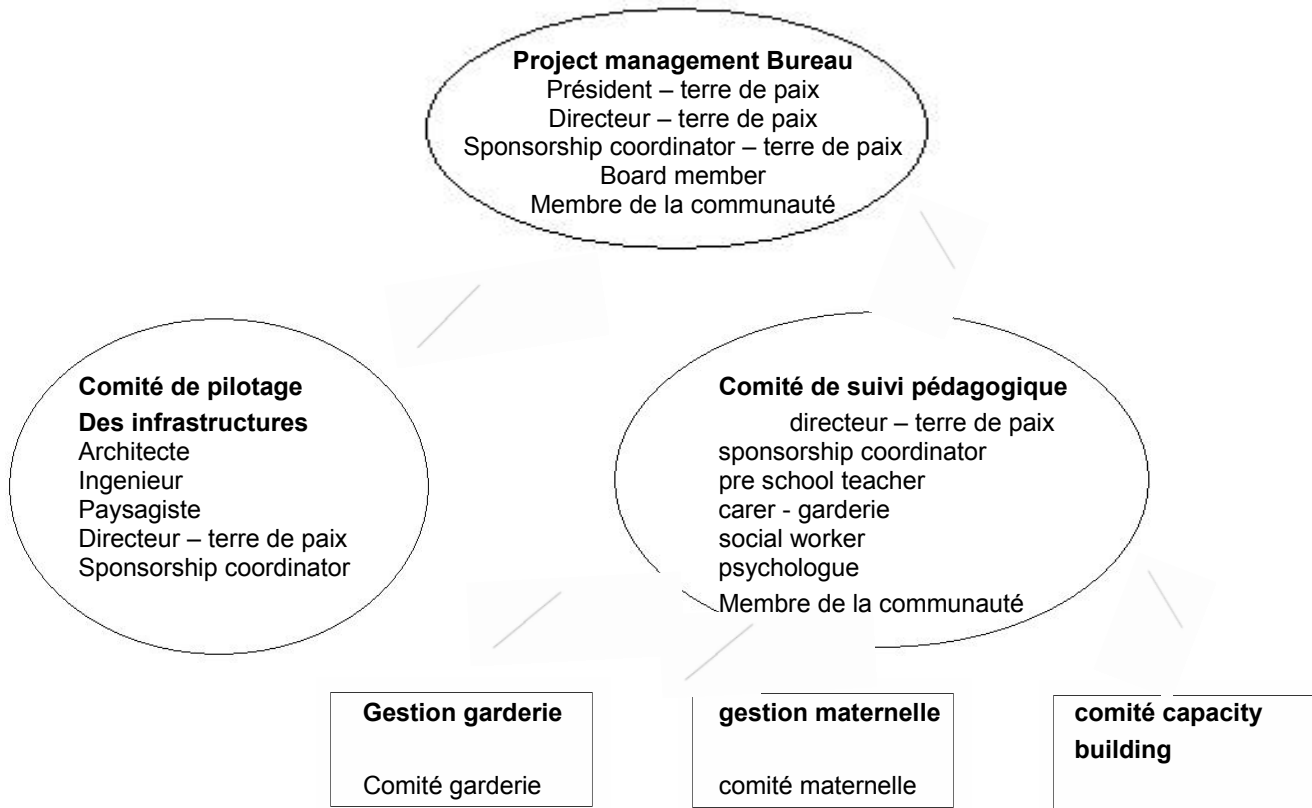 Project management Bureau
Président – terre de paix
Directeur – terre de paix
Sponsorship coordinator – terre de paix
Board member
Membre de la communauté
Comité de pilotage
Des infrastructures
Architecte
Ingenieur
Paysagiste
Directeur – terre de paix
Sponsorship coordinator
Comité de suivi pédagogique
directeur – terre de paix
sponsorship coordinator
pre school teacher
carer - garderie
social worker
psychologue
Membre de la communauté
Gestion garderie
Comité garderie
gestion maternelle
comité maternelle
comité capacity
building